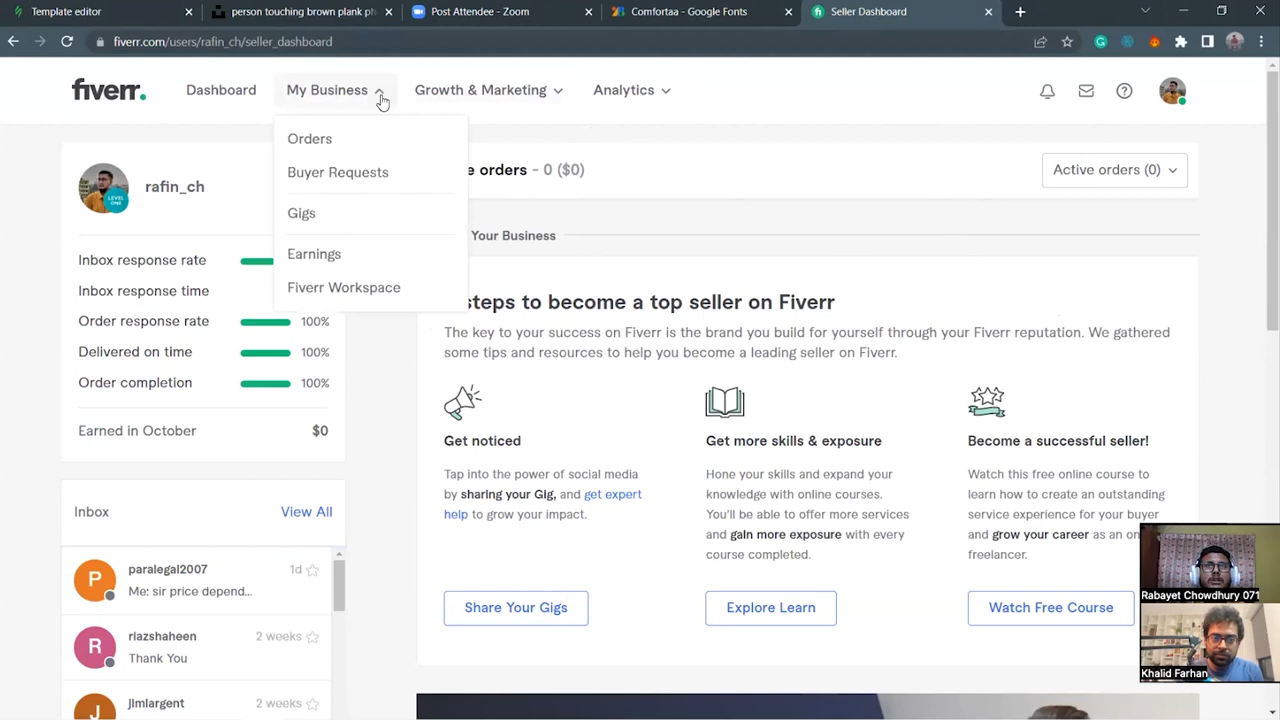 Template editor
person touching brown plank ph
Post Attendee - Zoom
Comfortaa - Google Fonts
Seller Dashboard
fiverr.com/users/rafin_ch/seller_dashboard
fiverr.
Dashboard
My Business
Growth & Marketing
Analytics
Orders
Buyer Requests
Gigs
Earnings
Fiverr Workspace
rafin_ch
LEVEL
ONE
e orders - 0 ($0)
Active orders (0)
Your Business
Inbox response rate
Inbox response time
Order response rate
100%
Delivered on time
100%
Order completion
100%
Earned in October
$0
steps to become a top seller on Fiverr
The key to your success on Fiverr is the brand you build for yourself through your Fiverr reputation. We gathered
some tips and resources to help you become a leading seller on Fiverr.
Get noticed
Tap into the power of social media
by sharing your Gig, and get expert
help to grow your impact.
Share Your Gigs
Get more skills & exposure
Hone your skills and expand your
knowledge with online courses.
You'll be able to offer more services
and gain more exposure with every
course completed.
Explore Learn
Become a successful seller!
Watch this free online course to
learn how to create an outstanding
service experience for your buyer
and grow your career as an on
freelancer.
Watch Free Course
Inbox
View All
P
paralegal2007
1d
Me: sir price depend...
R
riazshaheen
2 weeks
Thank You
J
jimlargent
2 weeks
Rabayet Chowdhury 071
Khalid Farhan